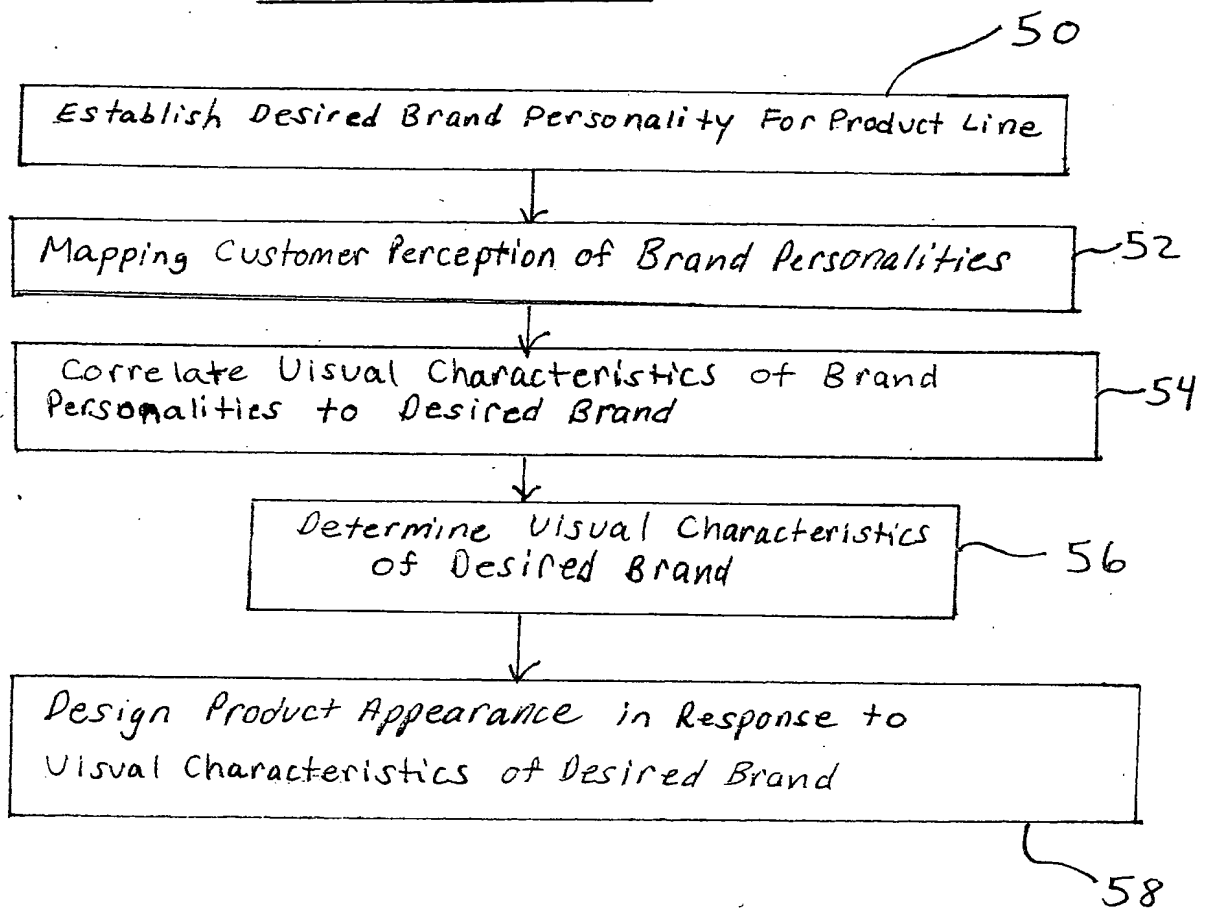 50
Establish Desired Brand Personality For Product Line
Mapping Customer Perception of Brand Personalities
52
Correlate Visual Characteristics of Brand
Personalities to Desired Brand
54
Determine Visual Characteristics
of Desired Brand
56
Design Product Appearance in Response to
Visual Characteristics of Desired Brand
58